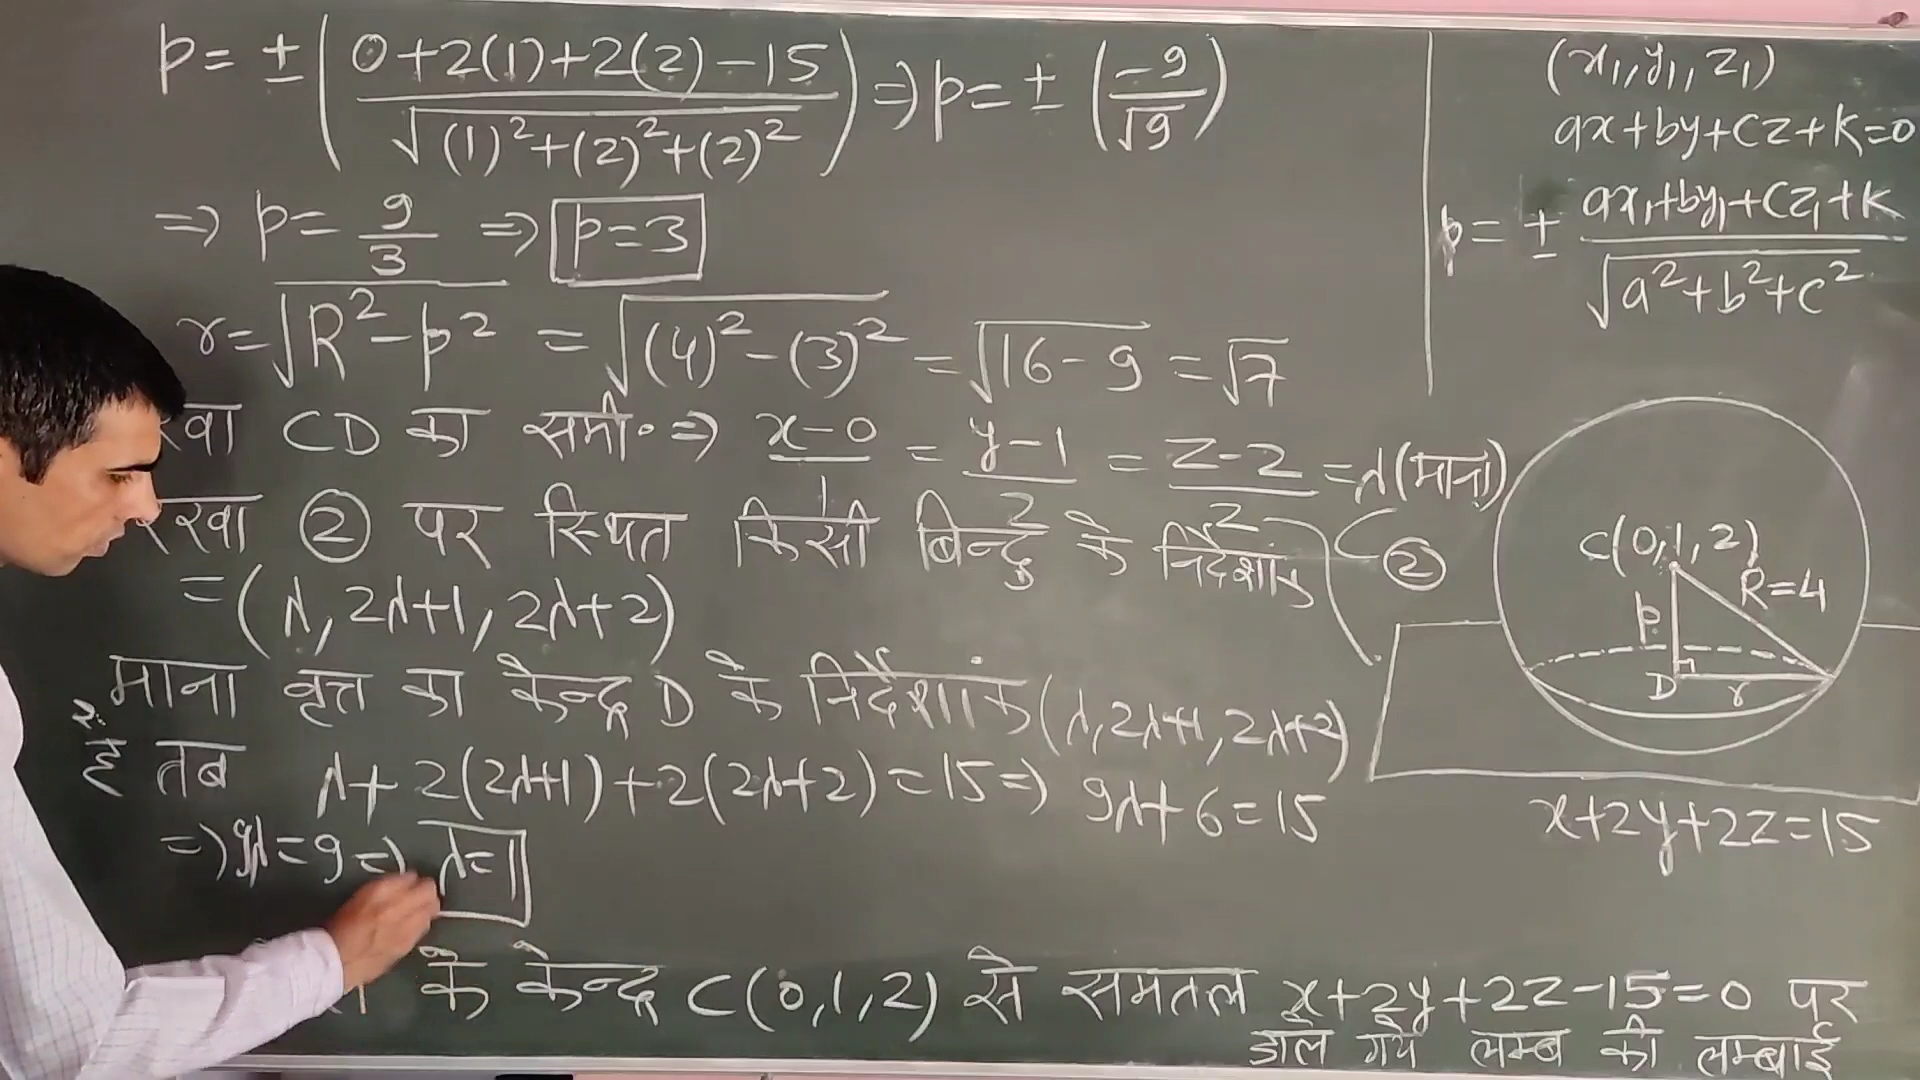 p = ± ( 0+2(1)+2(2)-15 / √(1)²+(2)²+(2)² ) ⇒ p = ± ( -9 / √9 )
⇒ p = 9/3 ⇒ p=3
r = √R²-p² = √(4)²-(3)² = √16-9 = √7
CD का समी० ⇒ x-0 / 1 = y-1 / 2 = z-2 / 2 = λ (माना)
② पर स्थित किसी बिन्दु के निर्देशांक
= (λ, 2λ+1, 2λ+2)
माना वृत्त का केन्द्र D के निर्देशांक (λ, 2λ+1, 2λ+2)
है तब λ + 2(2λ+1) + 2(2λ+2) = 15 ⇒ 9λ+6=15
⇒ 9λ = 9 ⇒ λ=1
के केन्द्र C(0,1,2) से समतल x+2y+2z-15=0 पर
डाले गये लम्ब की लम्बाई
(x₁, y₁, z₁)
ax+by+cz+k=0
p = ± ax₁+by₁+cz₁+k / √a²+b²+c²
②
C(0,1,2)
R=4
p
D
r
x+2y+2z=15